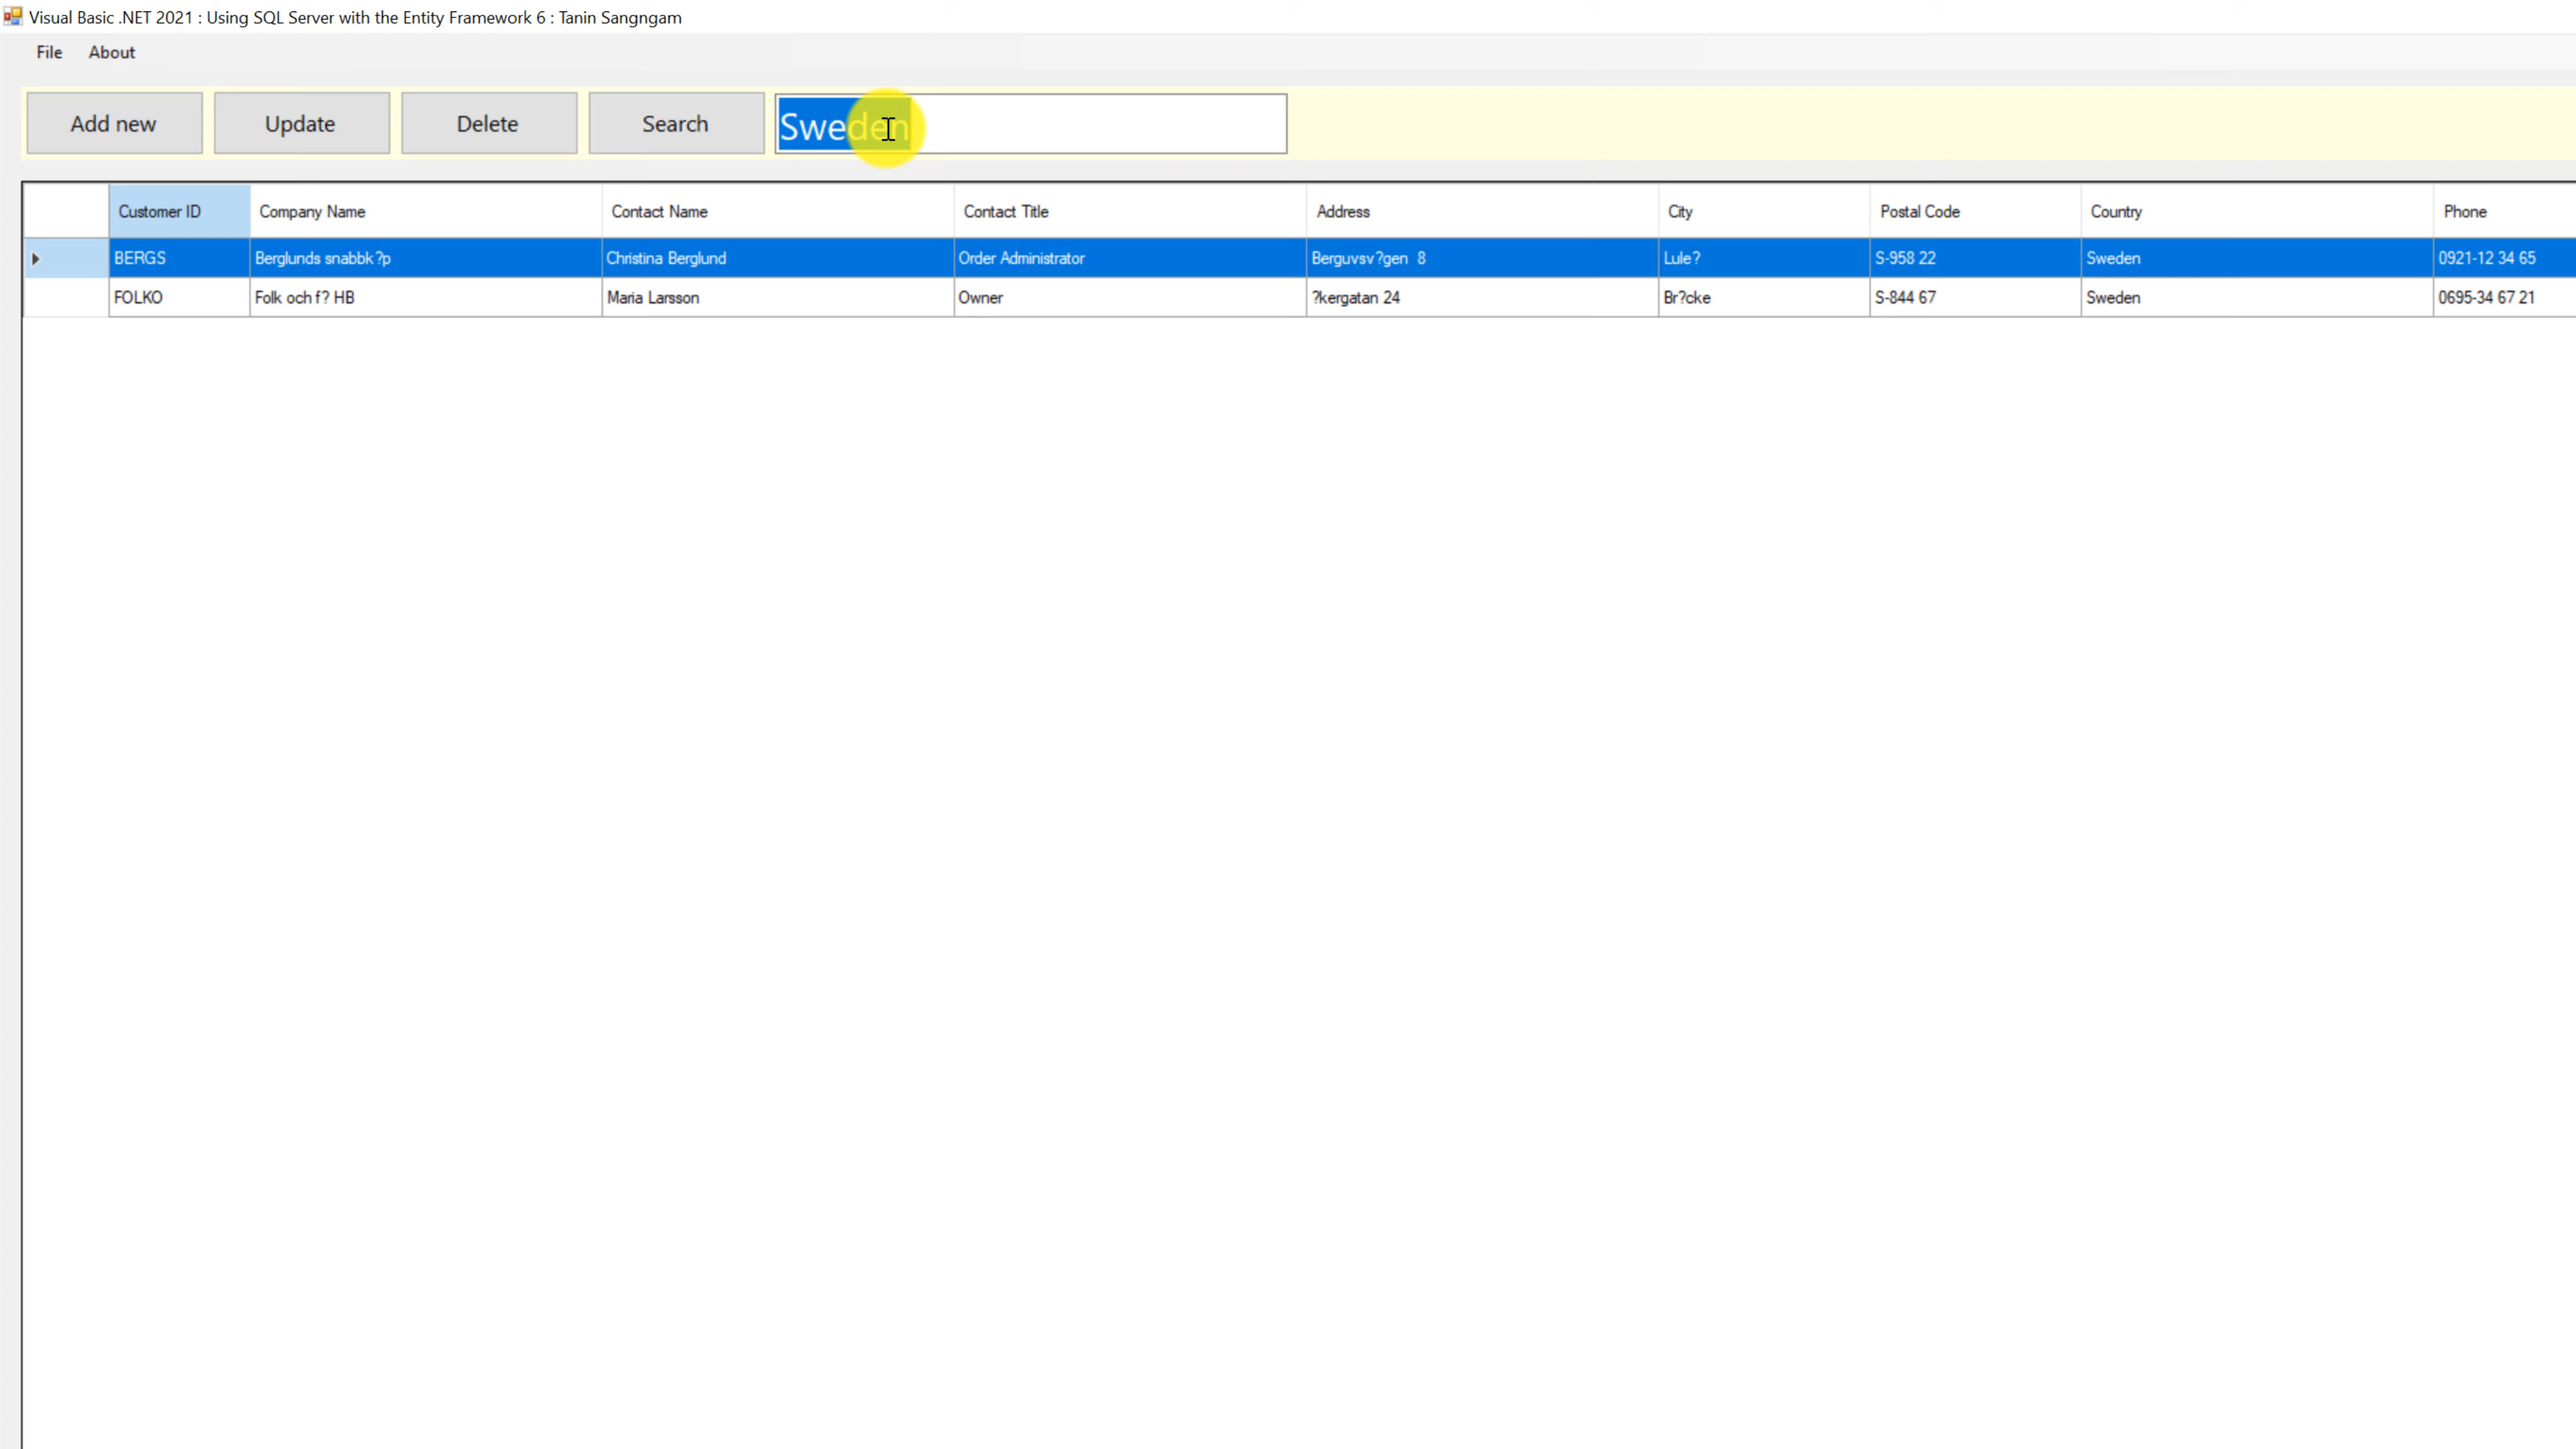 Visual Basic .NET 2021 : Using SQL Server with the Entity Framework 6 : Tanin Sangngam
File About
Add new Update Delete Search Sweden
Customer ID Company Name Contact Name Contact Title Address City Postal Code Country Phone
BERGS Berglunds snabbk?p Christina Berglund Order Administrator Berguvsv?gen 8 Lule? S-958 22 Sweden 0921-12 34 65
FOLKO Folk och f? HB Maria Larsson Owner ?kergatan 24 Br?cke S-844 67 Sweden 0695-34 67 21